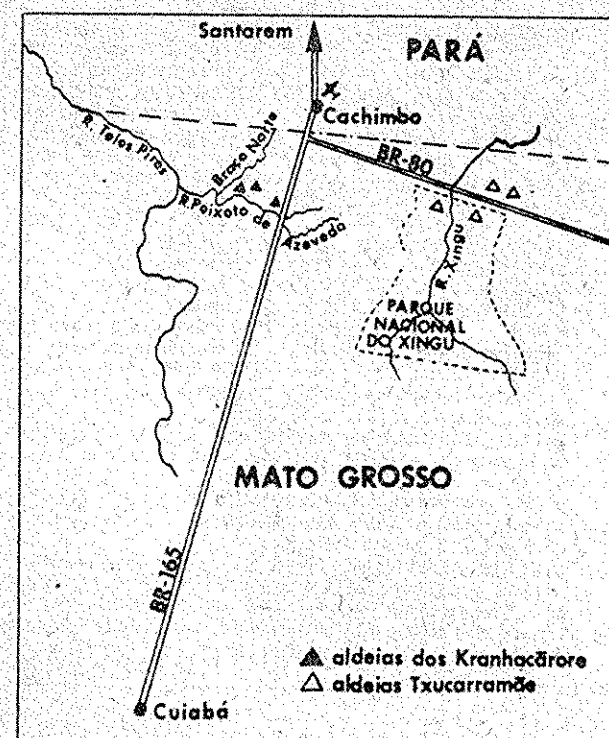 Santarem
PARÁ
Cachimbo
R. Teles Pires
Braço Norte
BR-80
R. Peixoto de
Azevedo
R. Xingu
PARQUE
NACIONAL
DO XINGU
MATO GROSSO
BR-165
aldeias dos Kranhacãrore
aldeias Txucarramãe
Cuiabá